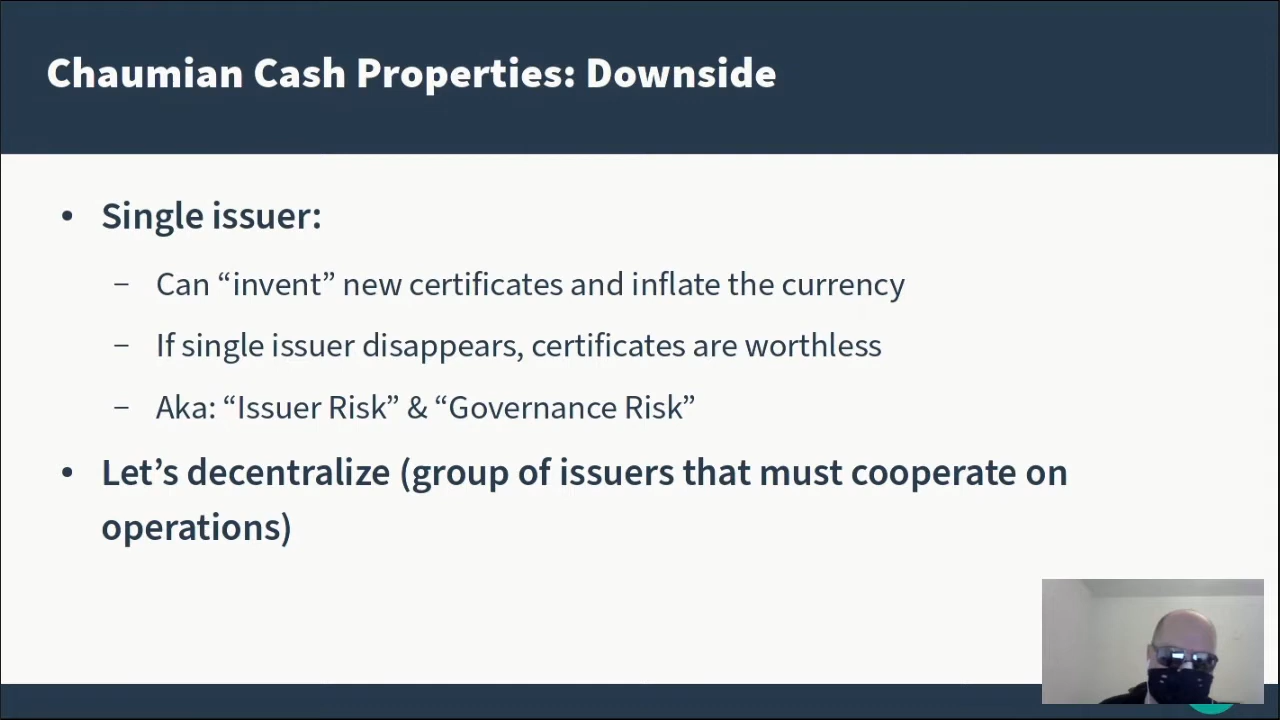 Chaumian Cash Properties: Downside
• Single issuer:
– Can “invent” new certificates and inflate the currency
– If single issuer disappears, certificates are worthless
– Aka: “Issuer Risk” & “Governance Risk”
• Let’s decentralize (group of issuers that must cooperate on
operations)